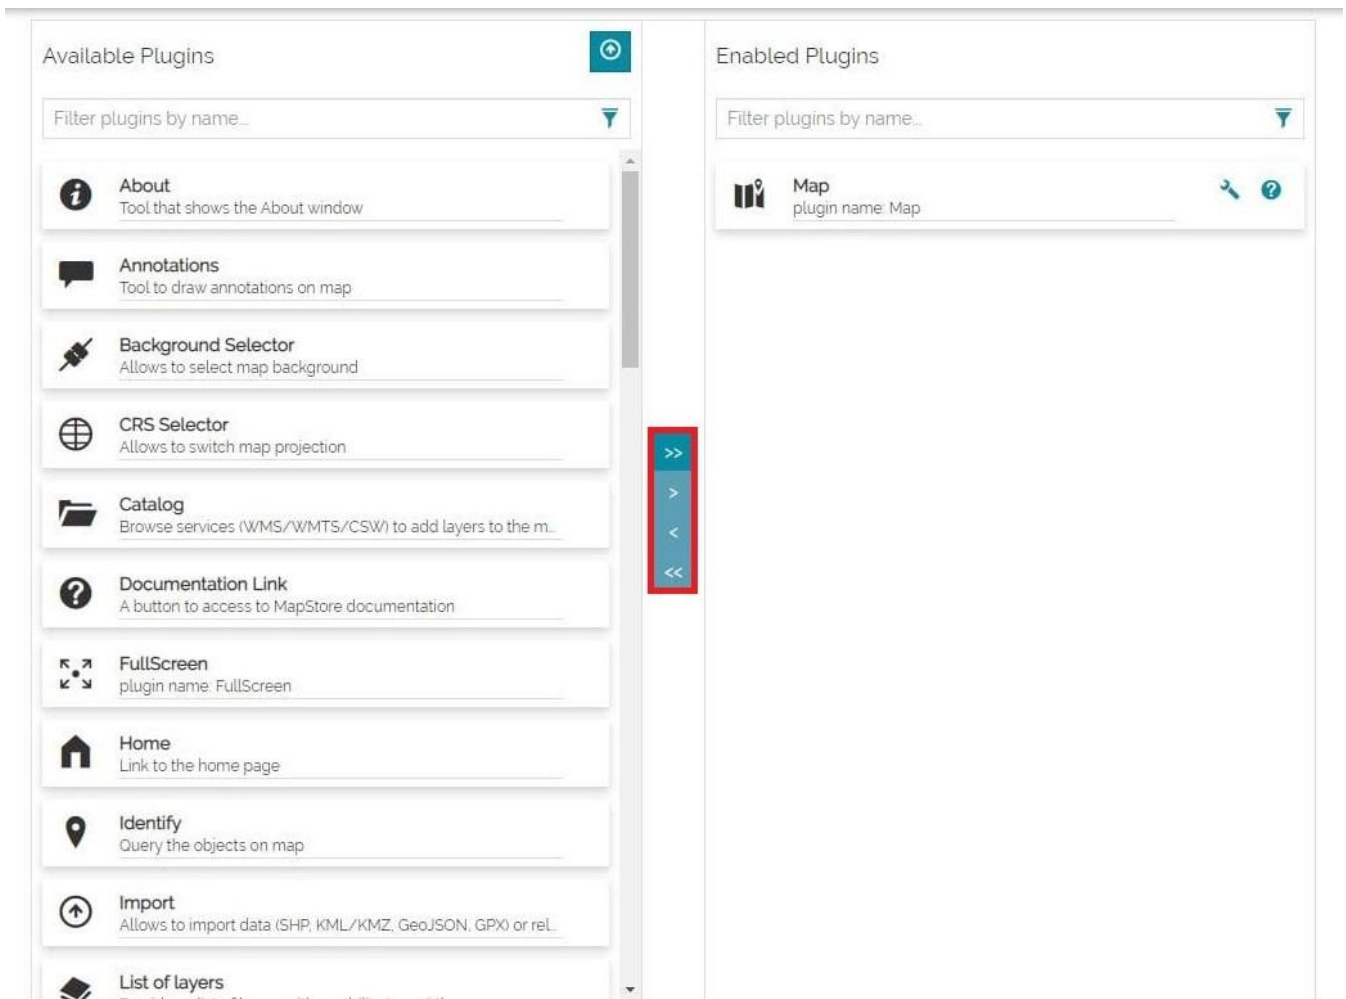 Available Plugins
Filter plugins by name...
About
Tool that shows the About window
Annotations
Tool to draw annotations on map
Background Selector
Allows to select map background
CRS Selector
Allows to switch map projection
Catalog
Browse services (WMS/WMTS/CSW) to add layers to the m...
Documentation Link
A button to access to MapStore documentation
FullScreen
plugin name: FullScreen
Home
Link to the home page
Identify
Query the objects on map
Import
Allows to import data (SHP, KML/KMZ, GeoJSON, GPX) or rel...
List of layers
>>
>
<
<<
Enabled Plugins
Filter plugins by name...
Map
plugin name: Map